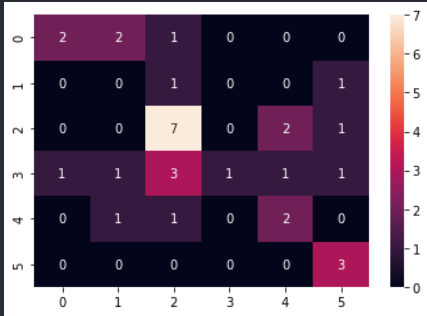 0 2 2 1 0 0 0
1 0 0 1 0 0 1
2 0 0 7 0 2 1
3 1 1 3 1 1 1
4 0 1 1 0 2 0
5 0 0 0 0 0 3
0 1 2 3 4 5
7
6
5
4
3
2
1
0